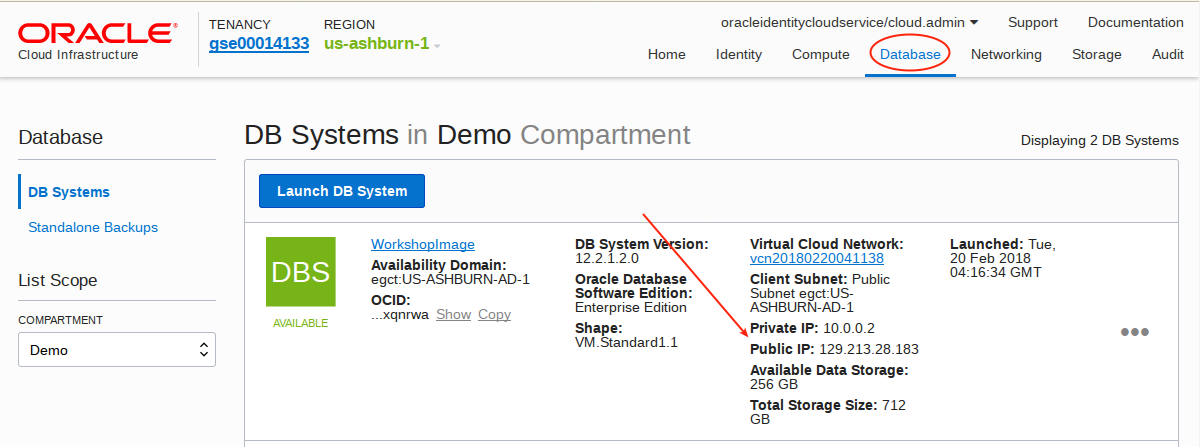 ORACLE®
Cloud Infrastructure
TENANCY
gse00014133
REGION
us-ashburn-1
oracleidentitycloudservice/cloud.admin
Support
Documentation
Home
Identity
Compute
Database
Networking
Storage
Audit
Database
DB Systems
Standalone Backups
List Scope
COMPARTMENT
Demo
DB Systems in Demo Compartment
Displaying 2 DB Systems
Launch DB System
DBS
AVAILABLE
WorkshopImage
Availability Domain:
egct:US-ASHBURN-AD-1
OCID:
...xqnrwa Show Copy
DB System Version:
12.2.1.2.0
Oracle Database
Software Edition:
Enterprise Edition
Shape:
VM.Standard1.1
Virtual Cloud Network:
vcn20180220041138
Client Subnet: Public
Subnet egct:US-
ASHBURN-AD-1
Private IP: 10.0.0.2
Public IP: 129.213.28.183
Available Data Storage:
256 GB
Total Storage Size: 712
GB
Launched: Tue,
20 Feb 2018
04:16:34 GMT